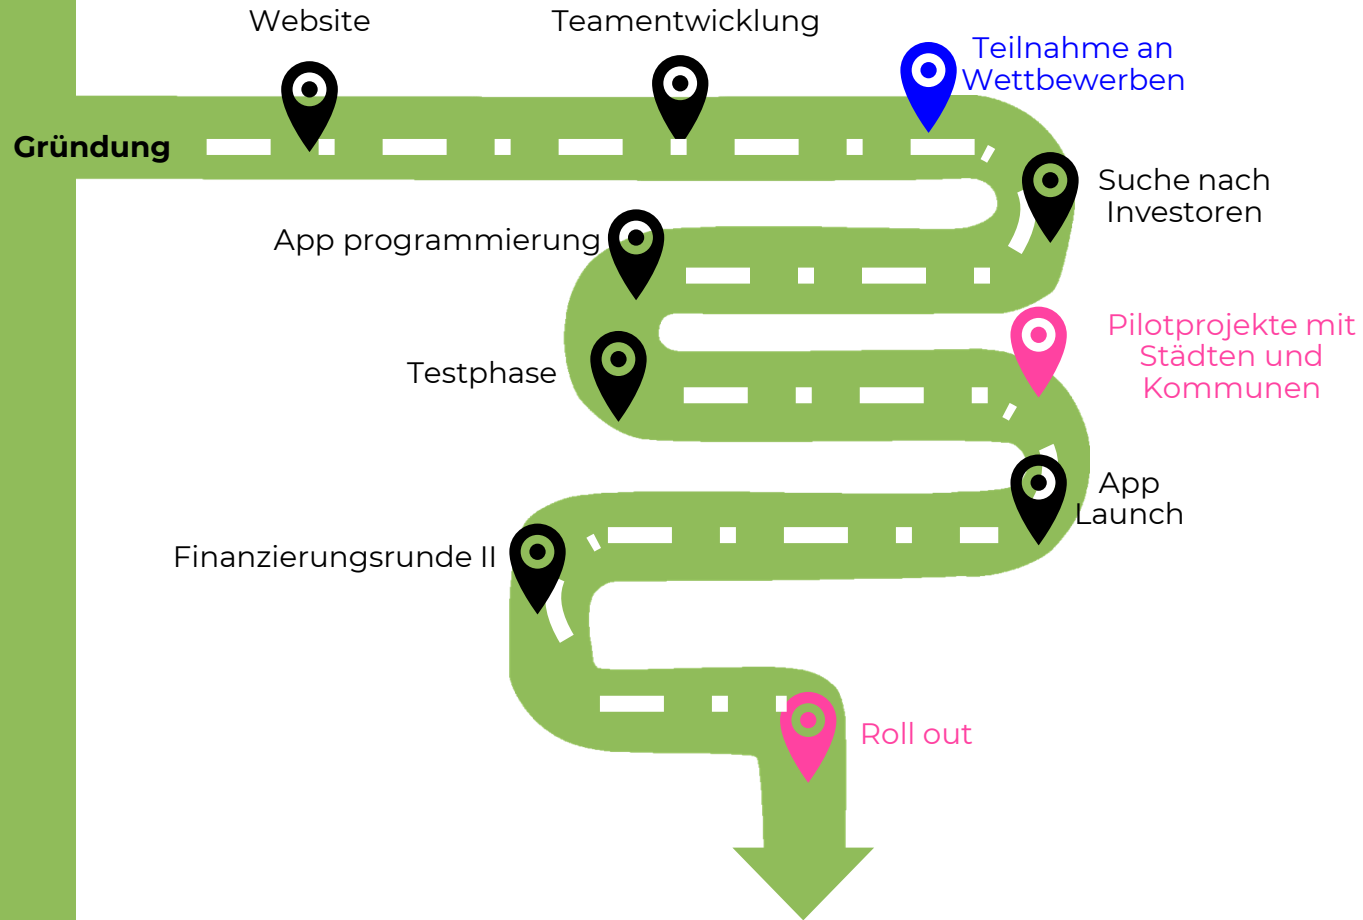 Website
Teamentwicklung
Teilnahme an
Wettbewerben
Gründung
Suche nach
Investoren
App programmierung
Pilotprojekte mit
Städten und
Kommunen
Testphase
App
Launch
Finanzierungsrunde II
Roll out